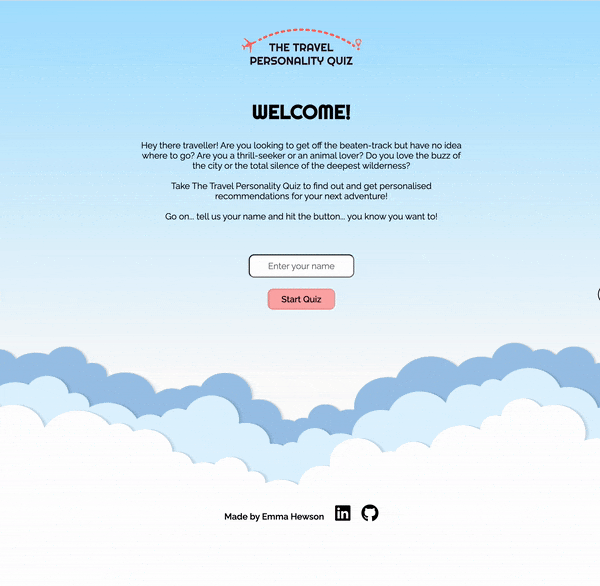 THE TRAVEL
PERSONALITY QUIZ
WELCOME!
Hey there traveller! Are you looking to get off the beaten-track but have no idea
where to go? Are you a thrill-seeker or an animal lover? Do you love the buzz of
the city or the total silence of the deepest wilderness?
Take The Travel Personality Quiz to find out and get personalised
recommendations for your next adventure!
Go on... tell us your name and hit the button... you know you want to!
Enter your name
Start Quiz
Made by Emma Hewson
in